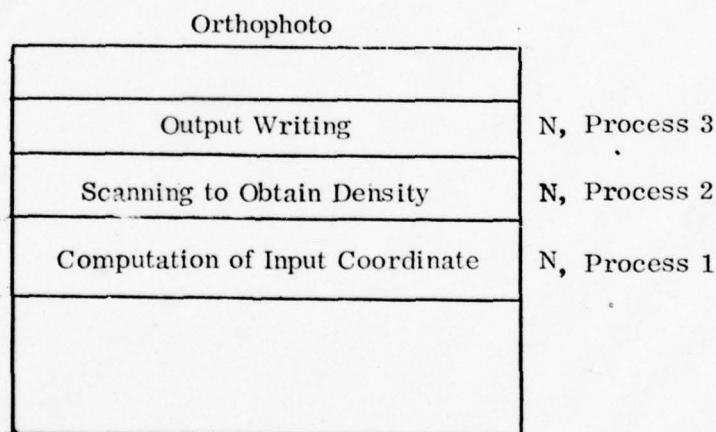 Orthophoto
Output Writing N, Process 3
Scanning to Obtain Density N, Process 2
Computation of Input Coordinate N, Process 1